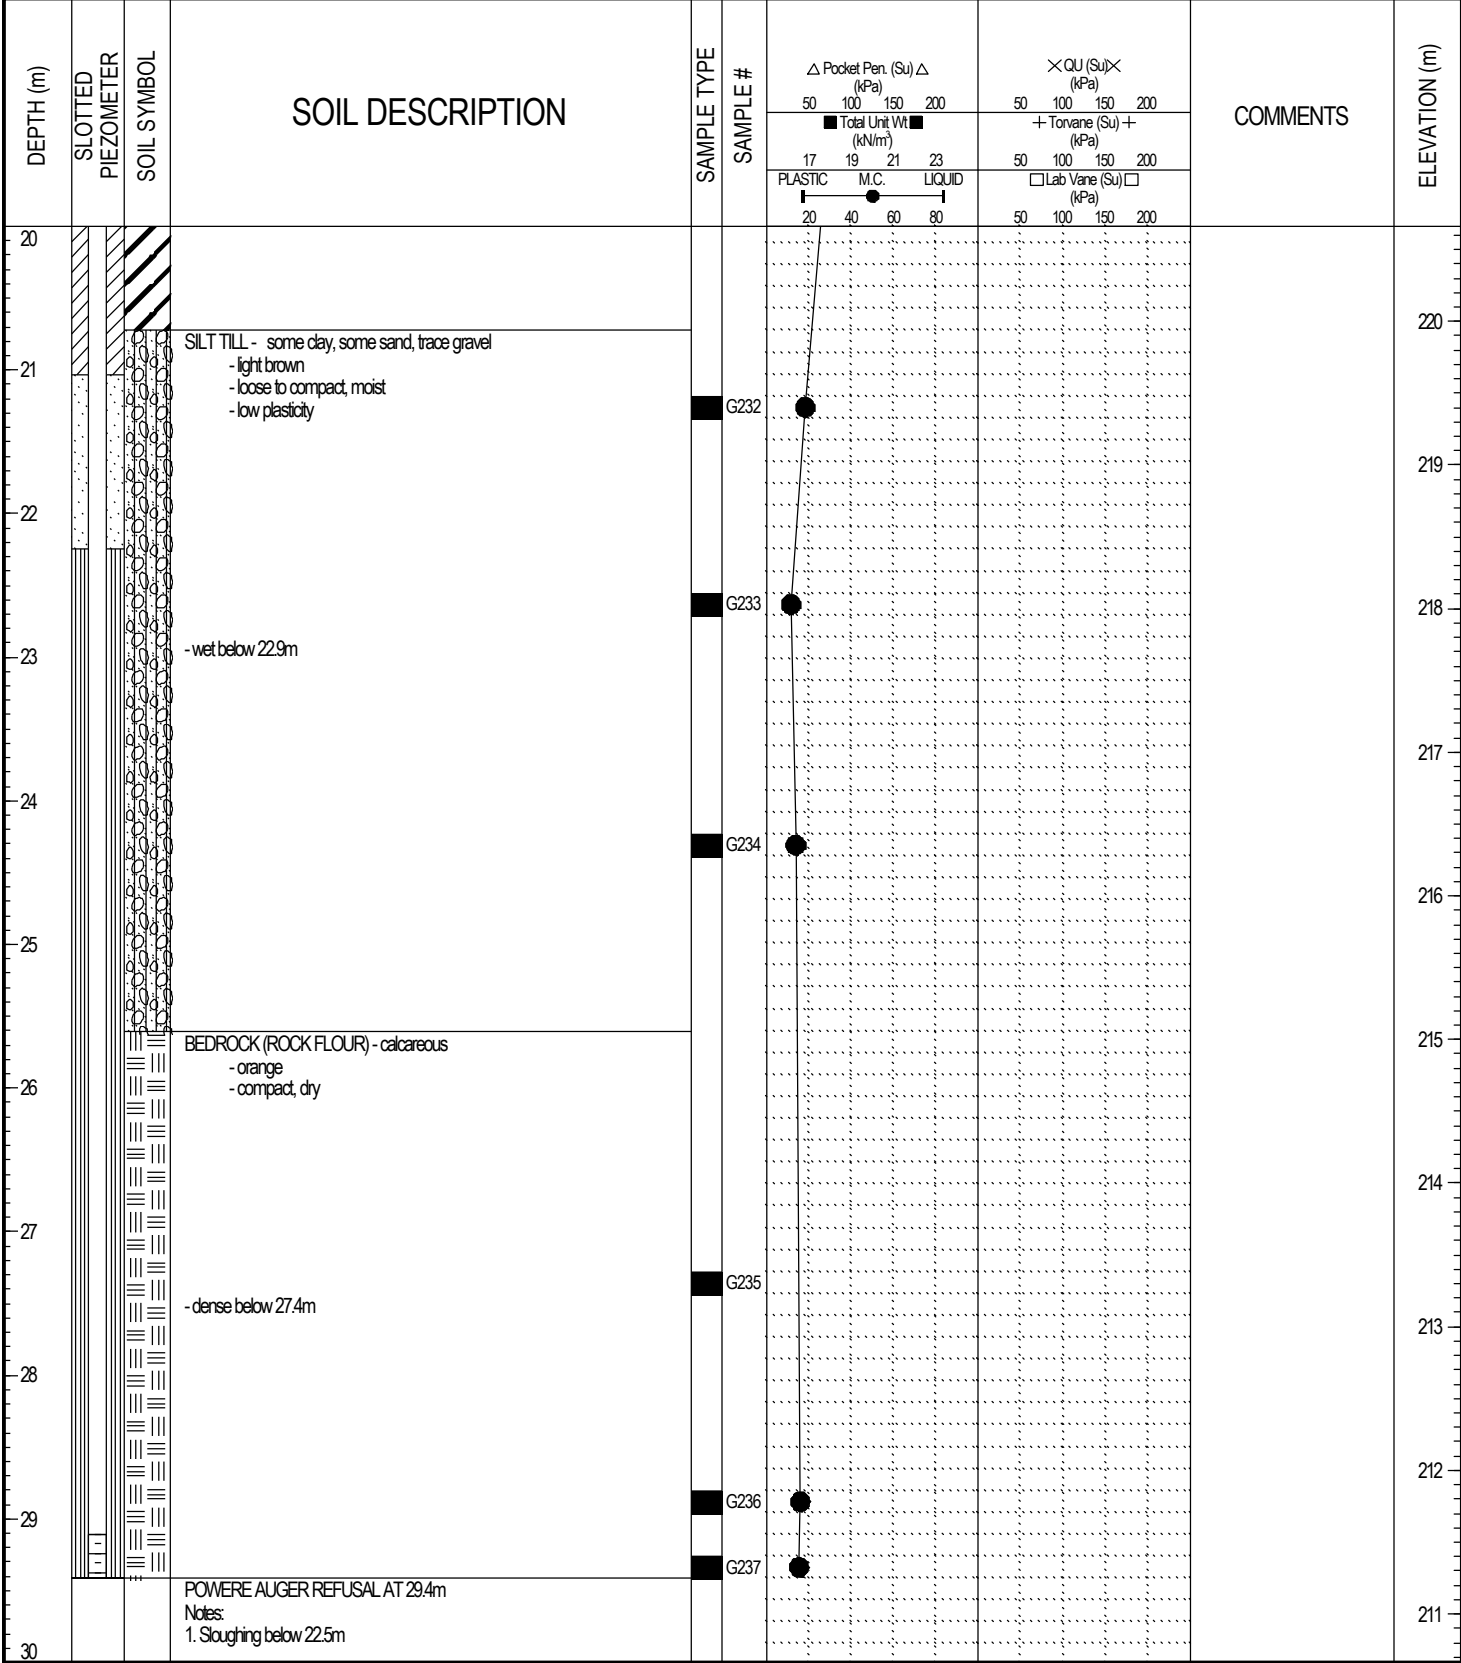 DEPTH (m)
SLOTTED
PIEZOMETER
SOIL SYMBOL
SOIL DESCRIPTION
SAMPLE TYPE
SAMPLE #
△ Pocket Pen. (Su) △
(kPa)
50 100 150 200
■ Total Unit Wt ■
(kN/m³)
17 19 21 23
PLASTIC M.C. LIQUID
20 40 60 80
✕ QU (Su) ✕
(kPa)
50 100 150 200
+ Torvane (Su) +
(kPa)
50 100 150 200
□ Lab Vane (Su) □
(kPa)
50 100 150 200
COMMENTS
ELEVATION (m)
20
220
SILT TILL - some clay, some sand, trace gravel
- light brown
21
- loose to compact, moist
- low plasticity
G232
219
22
G233
218
- wet below 22.9m
23
217
24
G234
216
25
215
BEDROCK (ROCK FLOUR) - calcareous
- orange
26
- compact, dry
214
27
G235
- dense below 27.4m
213
28
212
G236
29
G237
POWERE AUGER REFUSAL AT 29.4m
Notes:
211
1. Sloughing below 22.5m
30